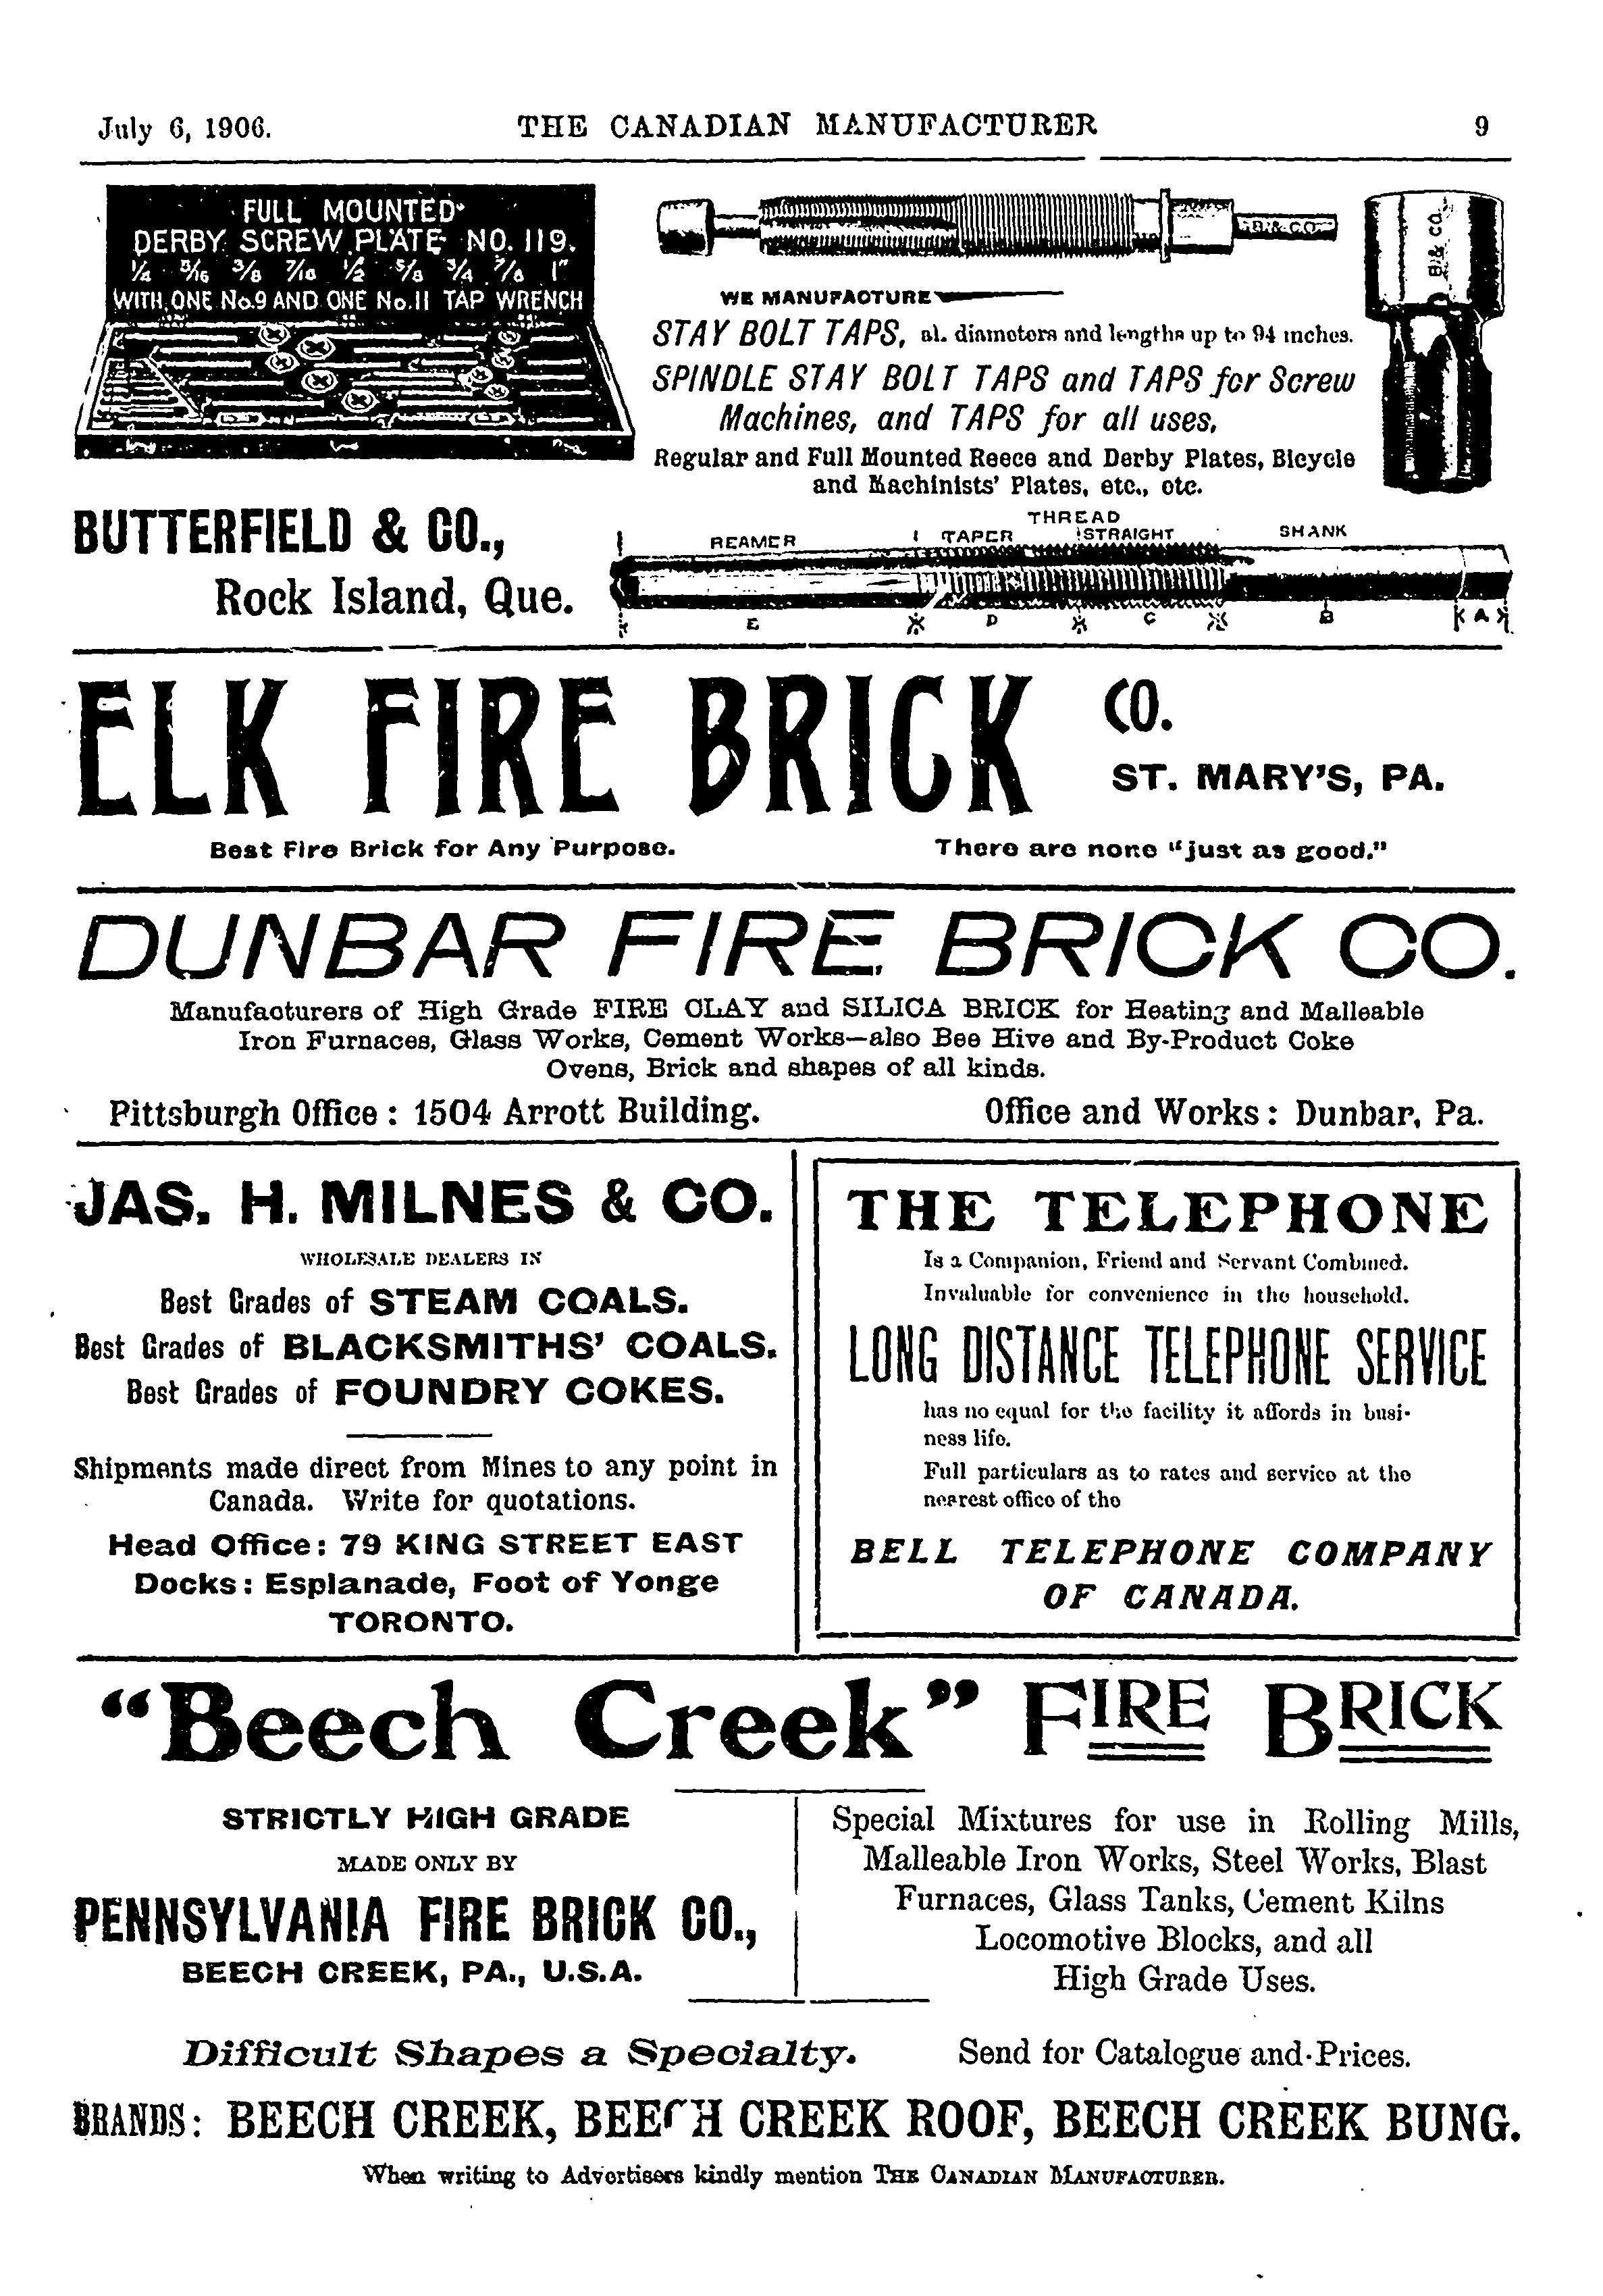 July 6, 1906.
THE CANADIAN MANUFACTURER
9
FULL MOUNTED
DERBY SCREW PLATE NO. 119.
1/4 5/16 3/8 7/16 1/2 5/8 3/4 7/8 1"
WITH ONE No.9 AND ONE No.11 TAP WRENCH
B & CO.
WE MANUFACTURE
STAY BOLT TAPS, al. diameters and lengths up to 94 inches.
SPINDLE STAY BOLT TAPS and TAPS for Screw
Machines, and TAPS for all uses,
Regular and Full Mounted Reece and Derby Plates, Bicycle
and Machinists' Plates, etc., etc.
BUTTERFIELD & CO.,
Rock Island, Que.
THREAD
REAMER TAPER STRAIGHT SHANK
E D C B A
ELK FIRE BRICK CO.
ST. MARY'S, PA.
Best Fire Brick for Any Purpose. There are none "just as good."
DUNBAR FIRE BRICK CO.
Manufacturers of High Grade FIRE CLAY and SILICA BRICK for Heating and Malleable
Iron Furnaces, Glass Works, Cement Works—also Bee Hive and By-Product Coke
Ovens, Brick and shapes of all kinds.
Pittsburgh Office : 1504 Arrott Building. Office and Works : Dunbar, Pa.
JAS. H. MILNES & CO.
WHOLESALE DEALERS IN
Best Grades of STEAM COALS.
Best Grades of BLACKSMITHS' COALS.
Best Grades of FOUNDRY COKES.
Shipments made direct from Mines to any point in
Canada. Write for quotations.
Head Office: 79 KING STREET EAST
Docks: Esplanade, Foot of Yonge
TORONTO.
THE TELEPHONE
Is a Companion, Friend and Servant Combined.
Invaluable for convenience in the household.
LONG DISTANCE TELEPHONE SERVICE
has no equal for the facility it affords in busi-
ness life.
Full particulars as to rates and service at the
nearest office of the
BELL TELEPHONE COMPANY
OF CANADA.
"Beech Creek" FIRE BRICK
STRICTLY HIGH GRADE
MADE ONLY BY
PENNSYLVANIA FIRE BRICK CO.,
BEECH CREEK, PA., U.S.A.
Special Mixtures for use in Rolling Mills,
Malleable Iron Works, Steel Works, Blast
Furnaces, Glass Tanks, Cement Kilns
Locomotive Blocks, and all
High Grade Uses.
Difficult Shapes a Specialty. Send for Catalogue and Prices.
BRANDS: BEECH CREEK, BEECH CREEK ROOF, BEECH CREEK BUNG.
When writing to Advertisers kindly mention THE CANADIAN MANUFACTURER.